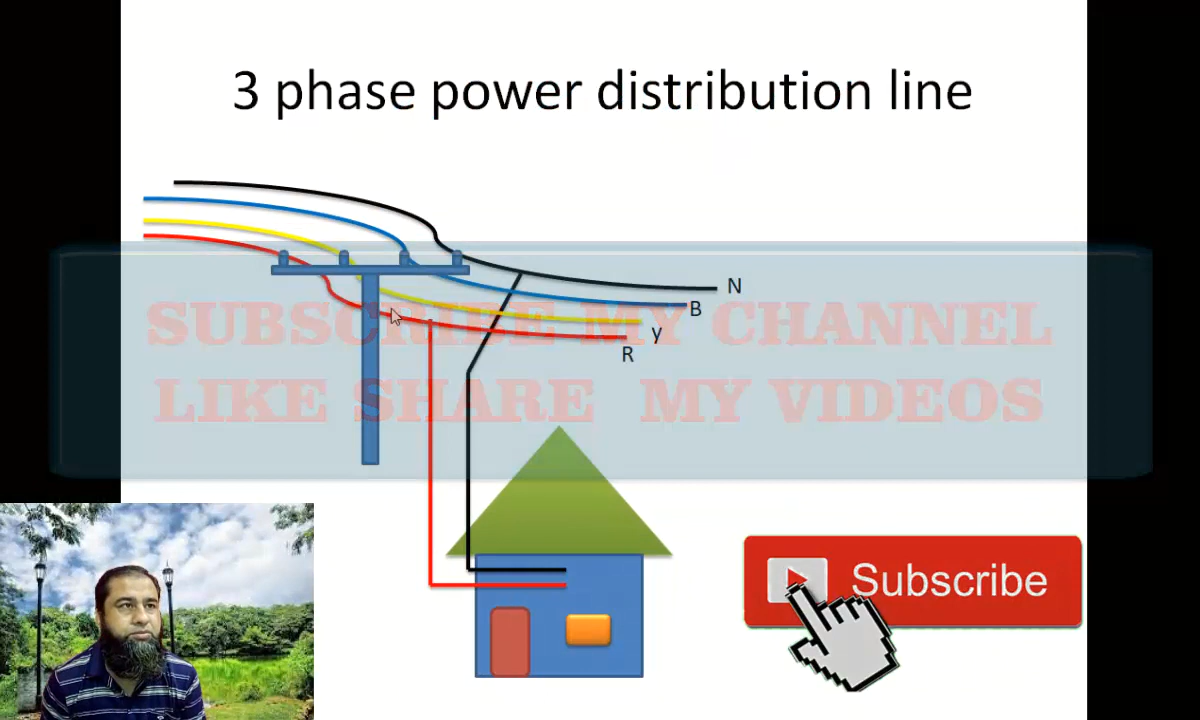 3 phase power distribution line
N
B
y
R
SUBSCRIBE MY CHANNEL
LIKE SHARE MY VIDEOS
Subscribe